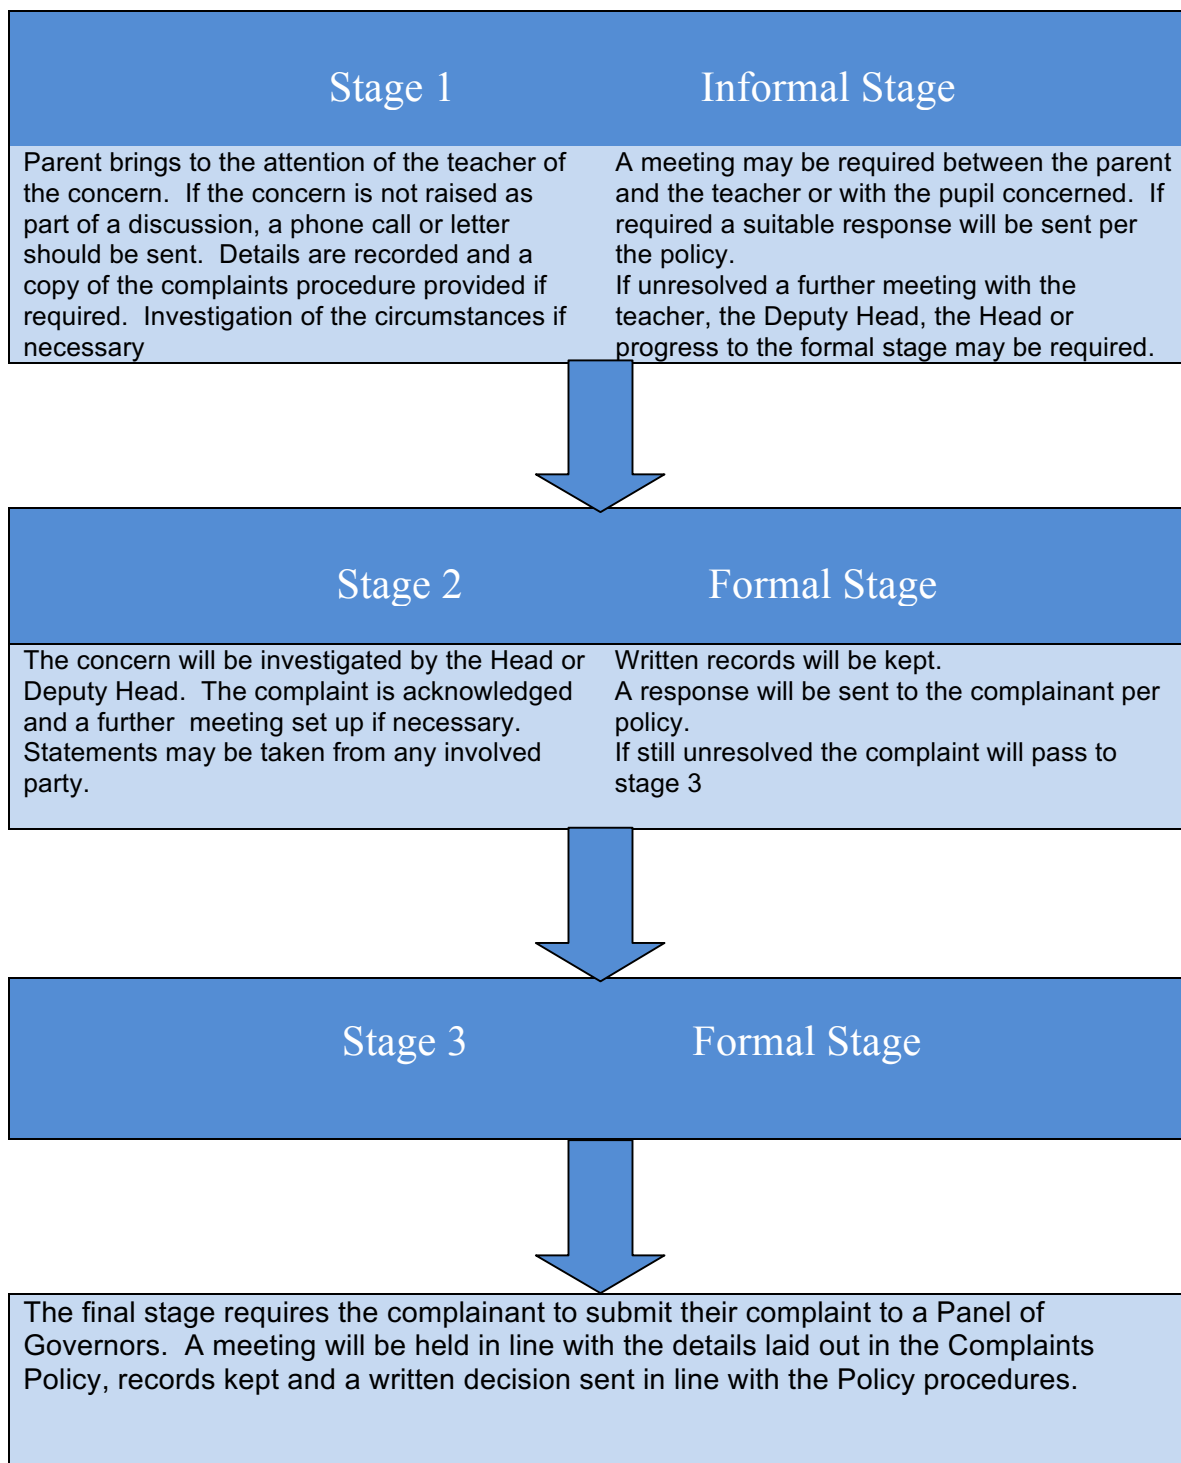 Stage 1 Informal Stage
Parent brings to the attention of the teacher of
the concern.  If the concern is not raised as
part of a discussion, a phone call or letter
should be sent.  Details are recorded and a
copy of the complaints procedure provided if
required.  Investigation of the circumstances if
necessary
A meeting may be required between the parent
and the teacher or with the pupil concerned.  If
required a suitable response will be sent per
the policy.
If unresolved a further meeting with the
teacher, the Deputy Head, the Head or
progress to the formal stage may be required.
Stage 2 Formal Stage
The concern will be investigated by the Head or
Deputy Head.  The complaint is acknowledged
and a further  meeting set up if necessary.
Statements may be taken from any involved
party.
Written records will be kept.
A response will be sent to the complainant per
policy.
If still unresolved the complaint will pass to
stage 3
Stage 3 Formal Stage
The final stage requires the complainant to submit their complaint to a Panel of
Governors.  A meeting will be held in line with the details laid out in the Complaints
Policy, records kept and a written decision sent in line with the Policy procedures.